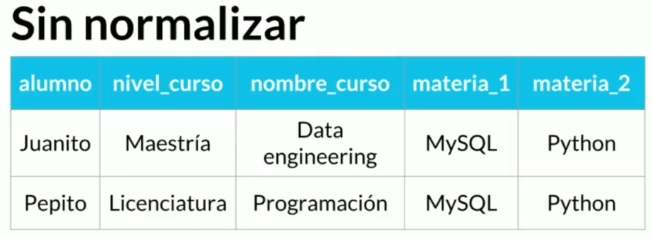 Sin normalizar
alumno nivel_curso nombre_curso materia_1 materia_2
Juanito Maestría Data engineering MySQL Python
Pepito Licenciatura Programación MySQL Python